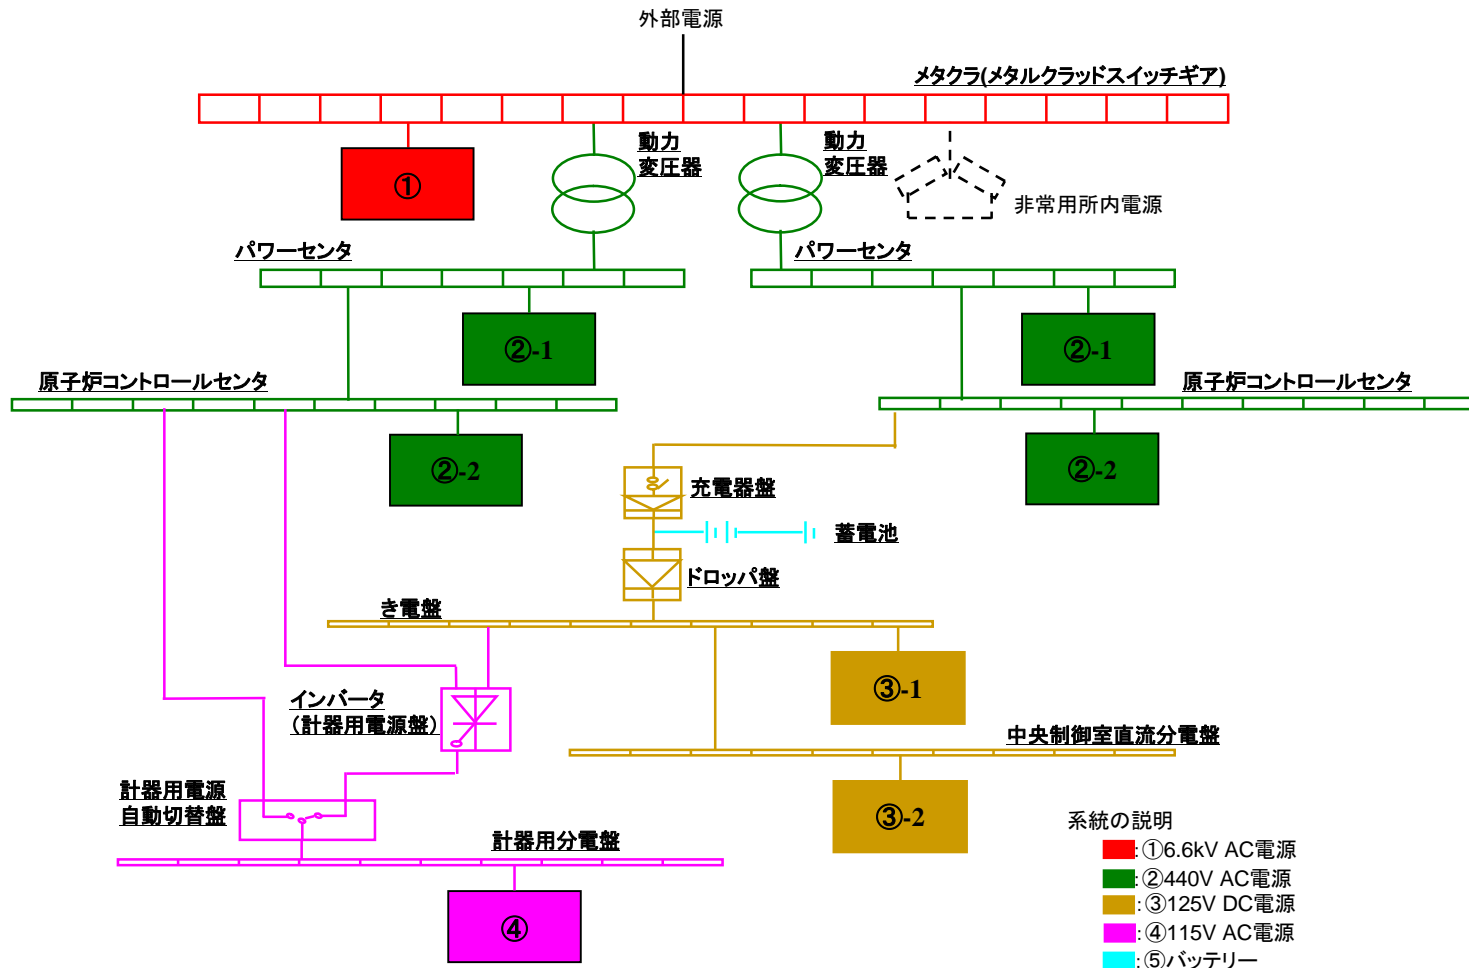 外部電源
メタクラ(メタルクラッドスイッチギア)
動力
変圧器
動力
変圧器
①
非常用所内電源
パワーセンタ
パワーセンタ
②-1
②-1
原子炉コントロールセンタ
原子炉コントロールセンタ
②-2
②-2
充電器盤
蓄電池
ドロッパ盤
き電盤
③-1
インバータ
(計器用電源盤)
中央制御室直流分電盤
計器用電源
自動切替盤
③-2
計器用分電盤
④
系統の説明
:①6.6kV AC電源
:②440V AC電源
:③125V DC電源
:④115V AC電源
:⑤バッテリー